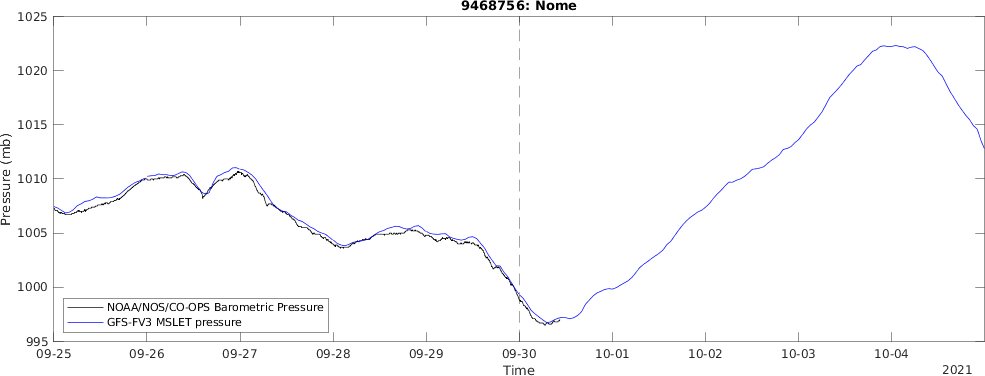 9468756: Nome
1025
1020
1015
1010
1005
1000
995
Pressure (mb)
NOAA/NOS/CO-OPS Barometric Pressure
GFS-FV3 MSLET pressure
09-25 09-26 09-27 09-28 09-29 09-30 10-01 10-02 10-03 10-04
Time
2021